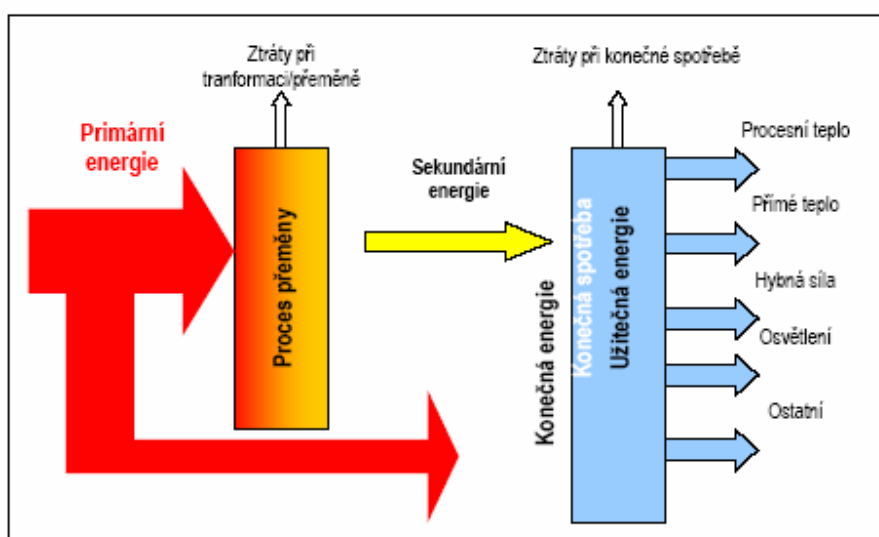 Ztráty při
tranformaci/přeměně
Ztráty při konečné spotřebě
Primární
energie
Proces přeměny
Sekundární
energie
Konečná energie
Konečná spotřeba
Užitečná energie
Procesní teplo
Přímé teplo
Hybná síla
Osvětlení
Ostatní